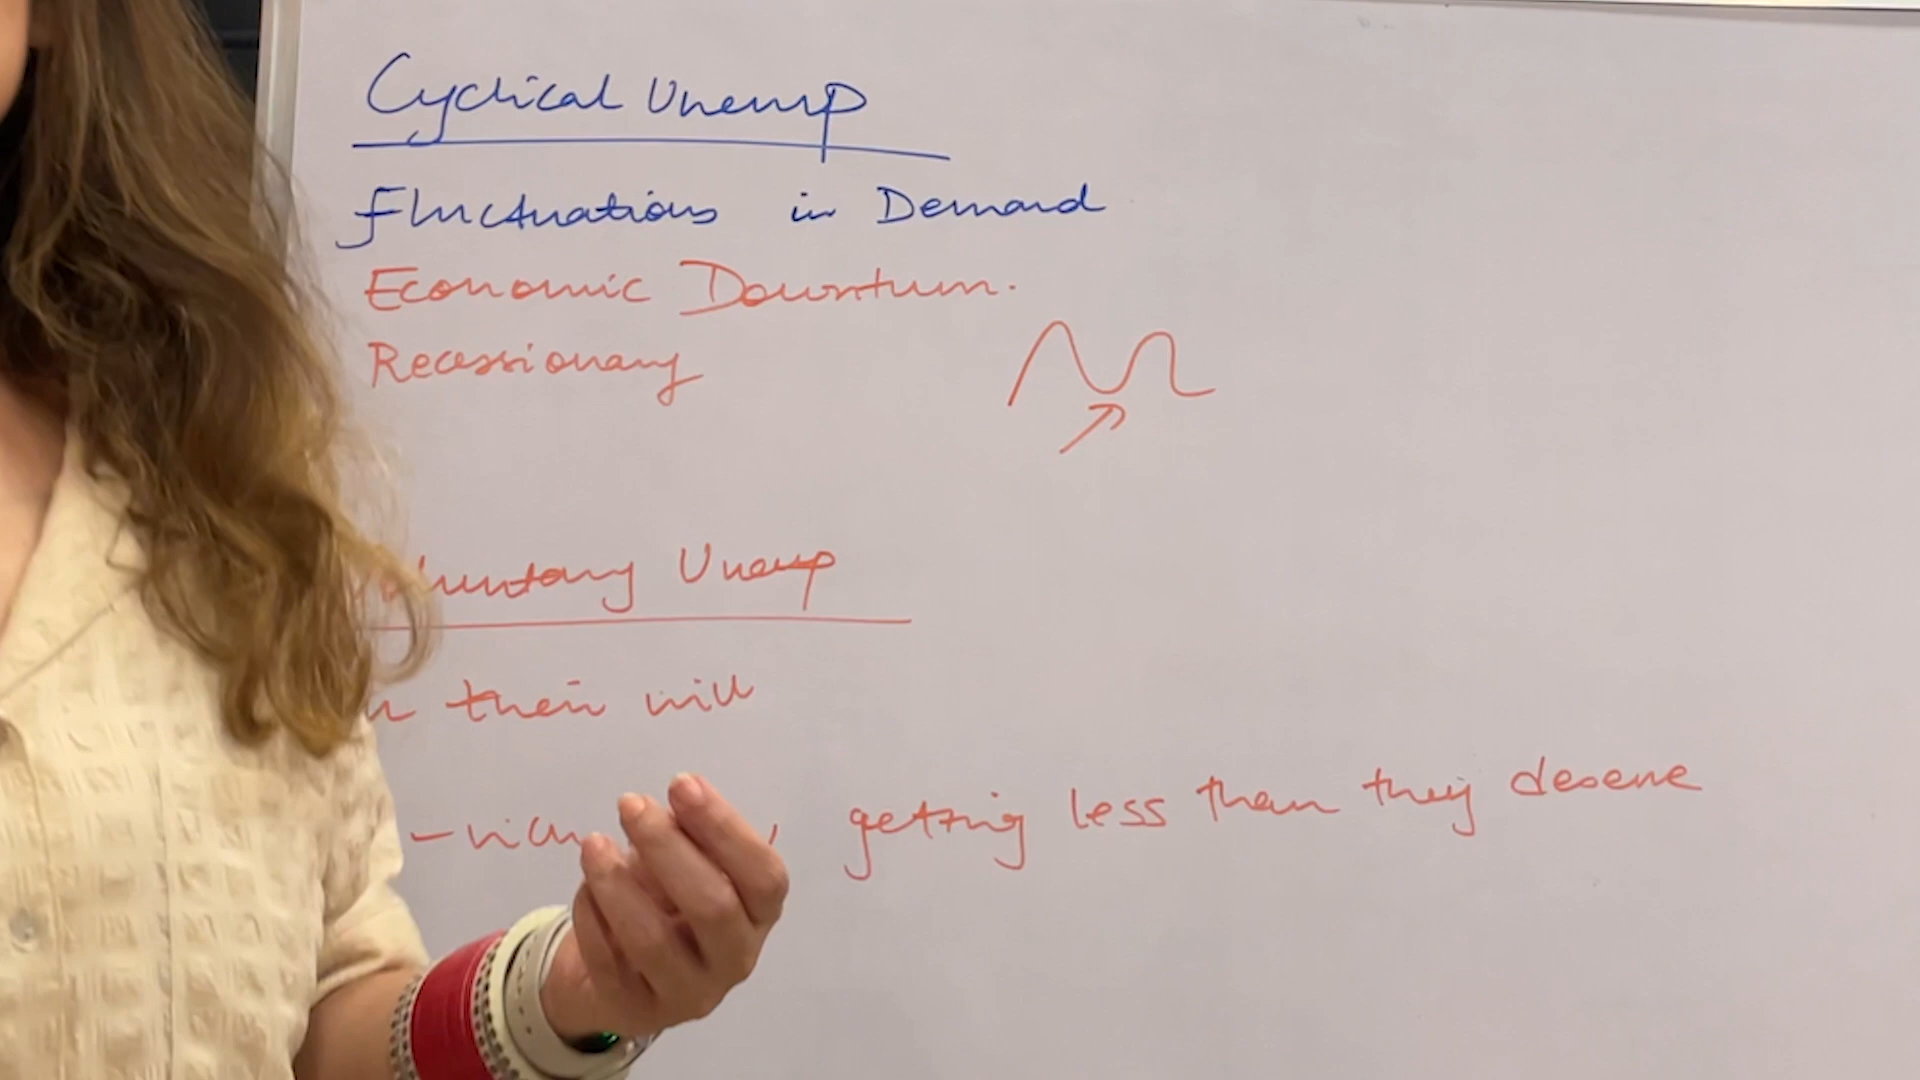 Cyclical Unemp
Fluctuations in Demand
Economic Downturn.
Recessionary
Unemp
their will
getting less than they deserve